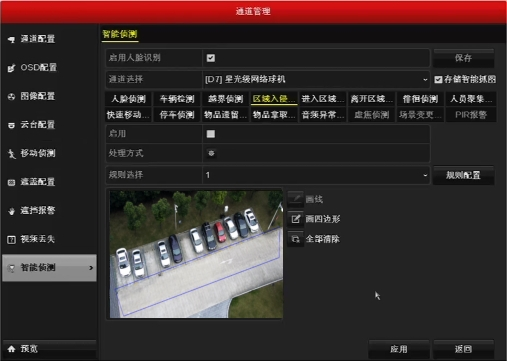 通道管理
通道配置
OSD配置
图像配置
云台配置
移动侦测
遮盖配置
遮挡报警
视频丢失
智能侦测
预览
智能侦测
启用人脸识别
保存
通道选择
[D7] 星光级网络球机
存储智能抓图
人脸侦测 车辆检测 越界侦测 区域入侵... 进入区域... 离开区域... 徘徊侦测 人员聚集...
快速移动... 停车侦测 物品遗留... 物品拿取... 音频异常... 虚焦侦测 场景变更... PIR报警
启用
处理方式
规则选择
1
规则配置
画线
画四边形
全部清除
应用
返回